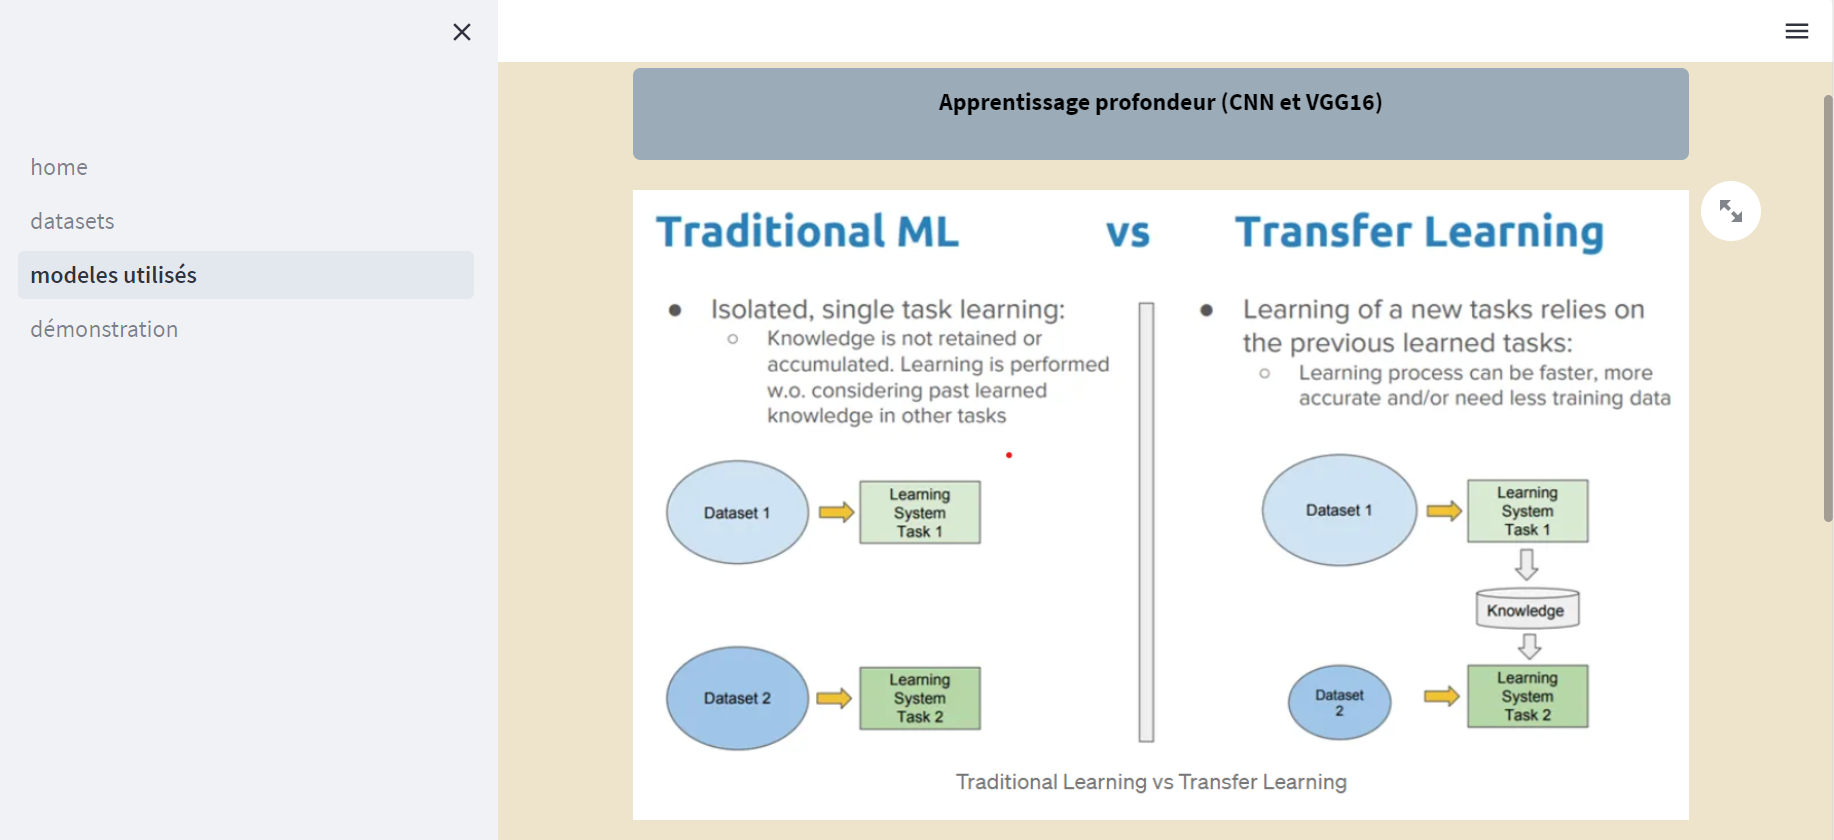 home
datasets
modeles utilisés
démonstration
Apprentissage profondeur (CNN et VGG16)
Traditional ML vs Transfer Learning
Isolated, single task learning:
Knowledge is not retained or
accumulated. Learning is performed
w.o. considering past learned
knowledge in other tasks
Learning of a new tasks relies on
the previous learned tasks:
Learning process can be faster, more
accurate and/or need less training data
Dataset 1
Learning
System
Task 1
Dataset 2
Learning
System
Task 2
Dataset 1
Learning
System
Task 1
Knowledge
Dataset
2
Learning
System
Task 2
Traditional Learning vs Transfer Learning